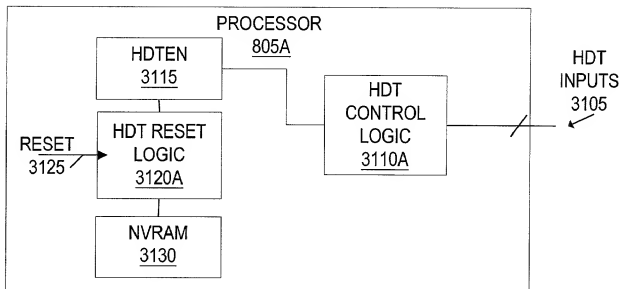 PROCESSOR
805A
HDTEN
3115
HDT
INPUTS
3105
HDT
CONTROL
LOGIC
3110A
HDT RESET
LOGIC
3120A
RESET
3125
NVRAM
3130